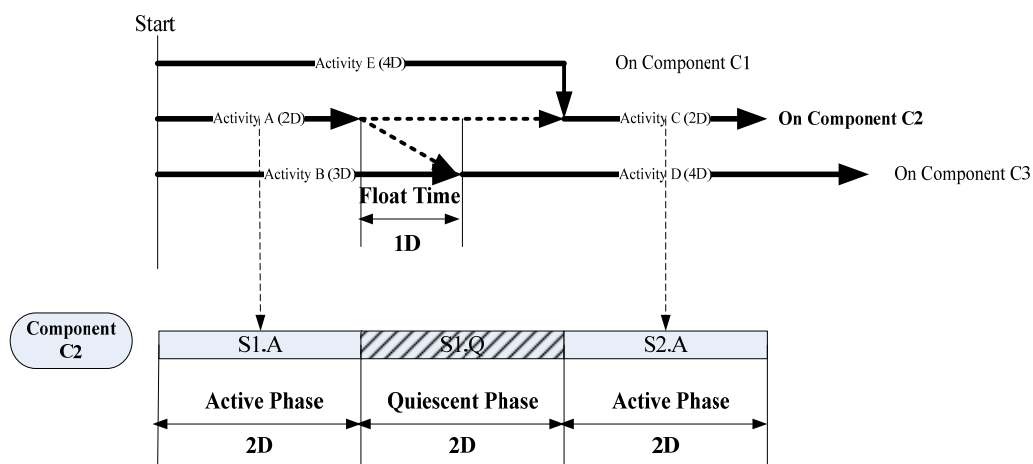 Start
Activity E (4D)
On Component C1
Activity A (2D)
Activity C (2D)
On Component C2
Activity B (3D)
Activity D (4D)
On Component C3
Float Time
1D
Component
C2
S1.A
S1.Q
S2.A
Active Phase
Quiescent Phase
Active Phase
2D
2D
2D